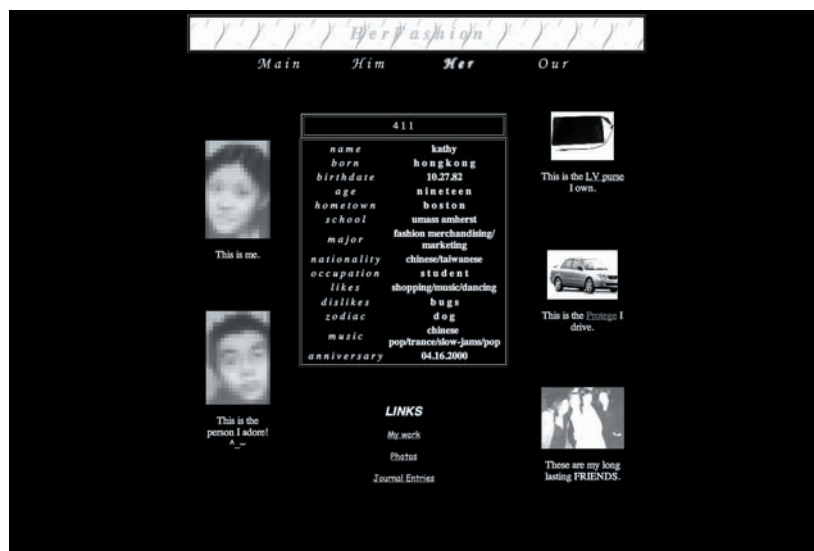 HerFashion
Main Him Her Our
411
name kathy
born hongkong
birthdate 10.27.82
age nineteen
hometown boston
school umass amherst
major fashion merchandising/
marketing
nationality chinese/taiwanese
occupation student
likes shopping/music/dancing
dislikes bugs
zodiac dog
music chinese
pop/trance/slow-jams/pop
anniversary 04.16.2000
This is me.
This is the
person I adore!
^_~
LINKS
My work
Photos
Journal Entries
This is the LV purse
I own.
This is the Protege I
drive.
These are my long
lasting FRIENDS.